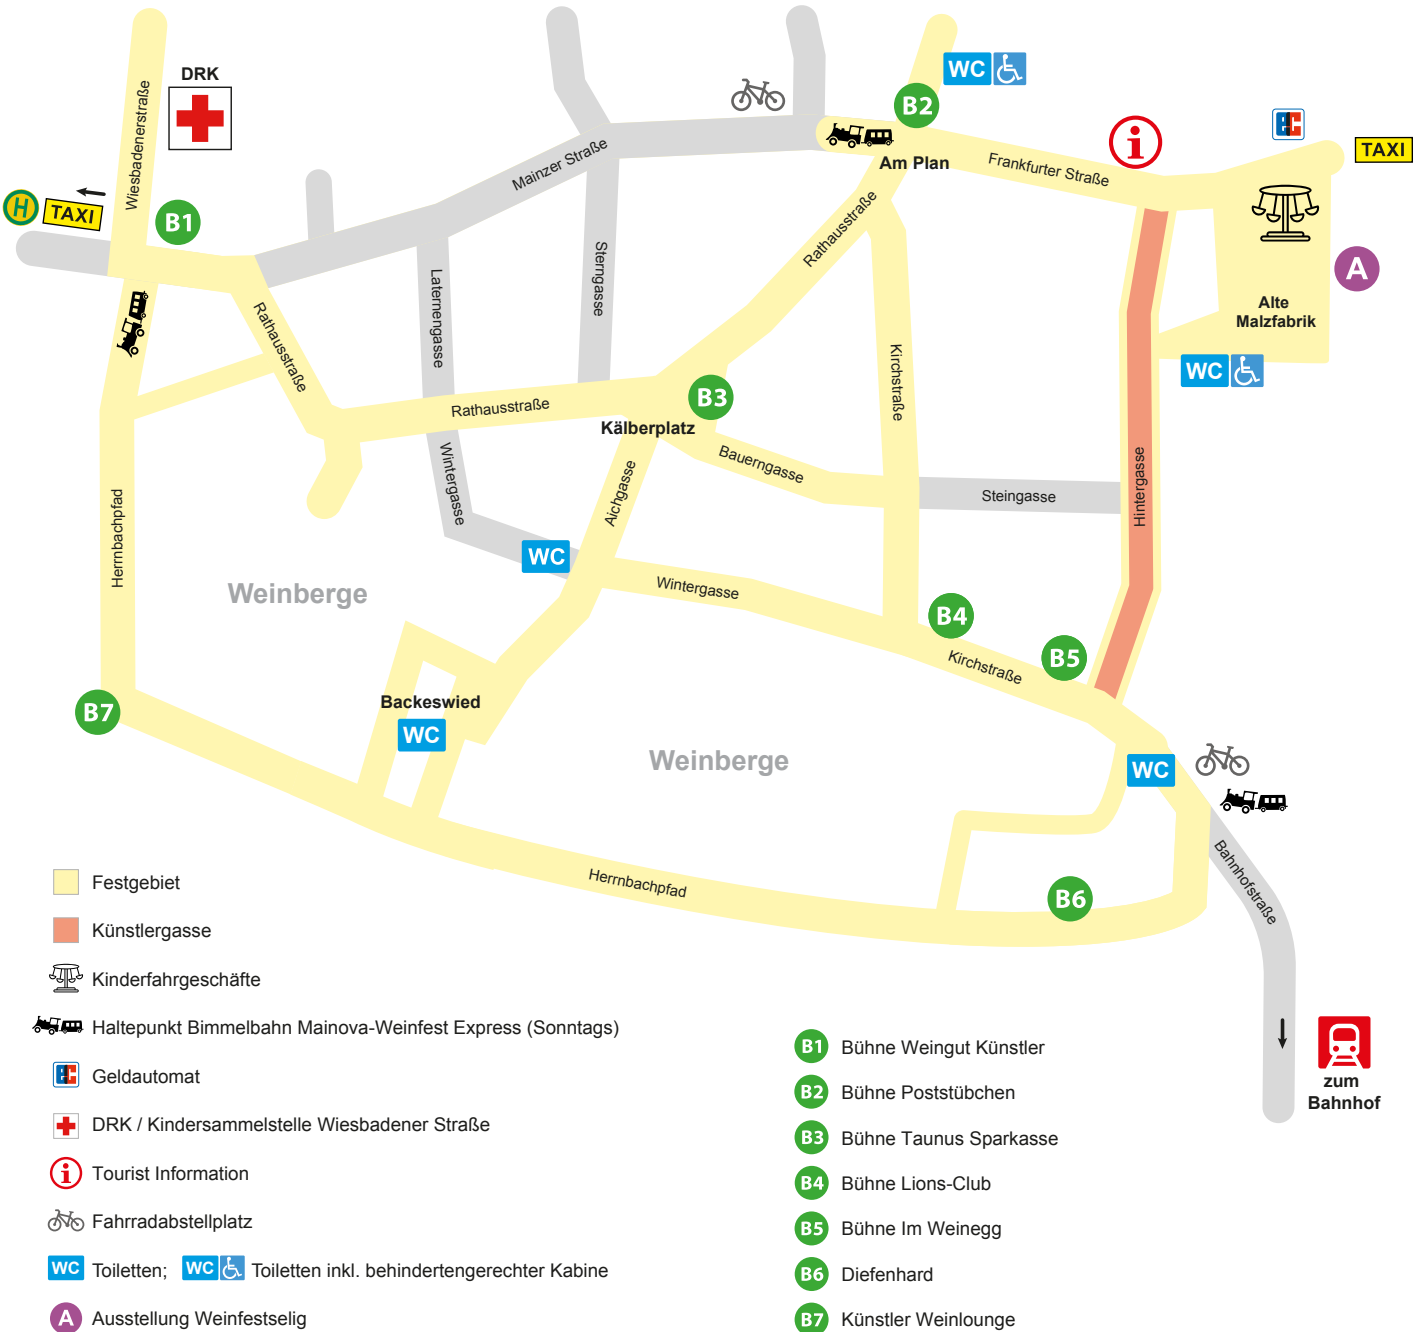 DRK
Wiesbadenerstraße
H
TAXI
B1
Mainzer Straße
WC
B2
Am Plan
Frankfurter Straße
i
EC
TAXI
A
Alte
Malzfabrik
WC
Rathausstraße
Laternengasse
Sterngasse
Rathausstraße
Kirchstraße
Hintergasse
Rathausstraße
B3
Kälberplatz
Bauerngasse
Steingasse
Wintergasse
Aichgasse
WC
Herrnbachpfad
Weinberge
Wintergasse
B4
Kirchstraße
B5
B7
Backeswied
WC
Weinberge
WC
Bahnhofstraße
Herrnbachpfad
B6
zum
Bahnhof
Festgebiet
Künstlergasse
Kinderfahrgeschäfte
Haltepunkt Bimmelbahn Mainova-Weinfest Express (Sonntags)
EC Geldautomat
DRK / Kindersammelstelle Wiesbadener Straße
i Tourist Information
Fahrradabstellplatz
WC Toiletten; WC Toiletten inkl. behindertengerechter Kabine
A Ausstellung Weinfestselig
B1 Bühne Weingut Künstler
B2 Bühne Poststübchen
B3 Bühne Taunus Sparkasse
B4 Bühne Lions-Club
B5 Bühne Im Weinegg
B6 Diefenhard
B7 Künstler Weinlounge